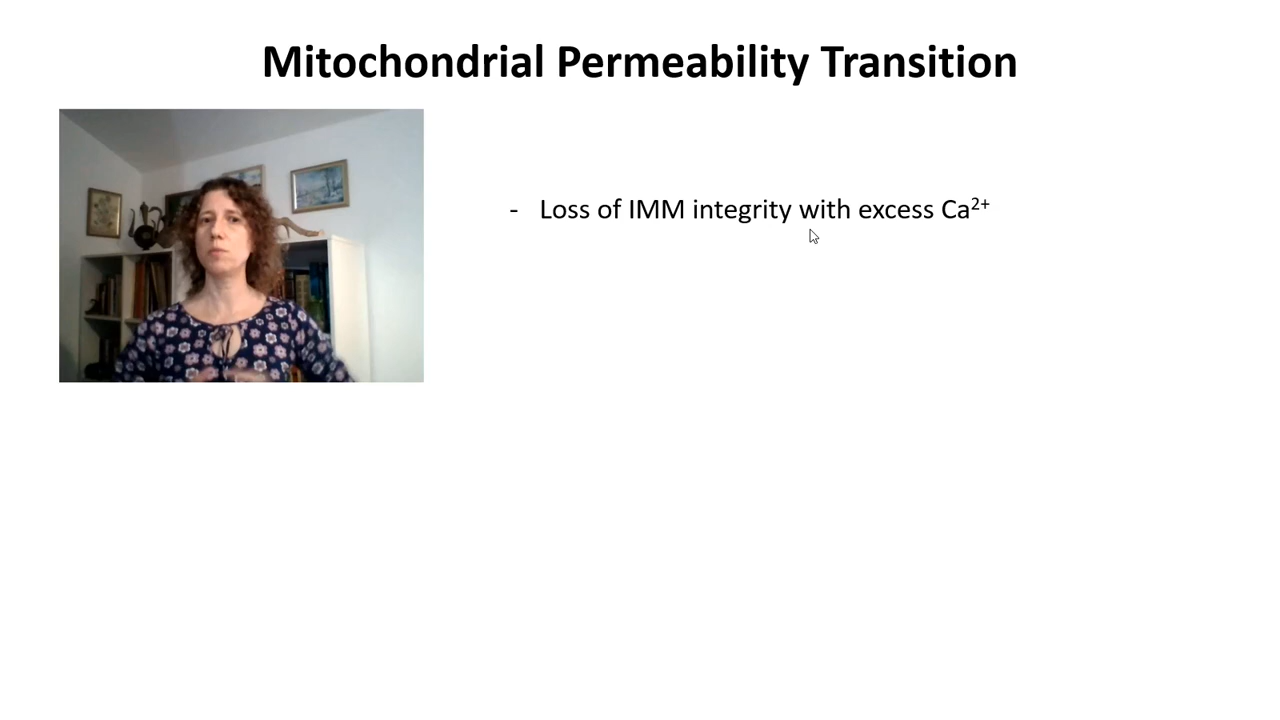 Mitochondrial Permeability Transition
- Loss of IMM integrity with excess Ca²⁺